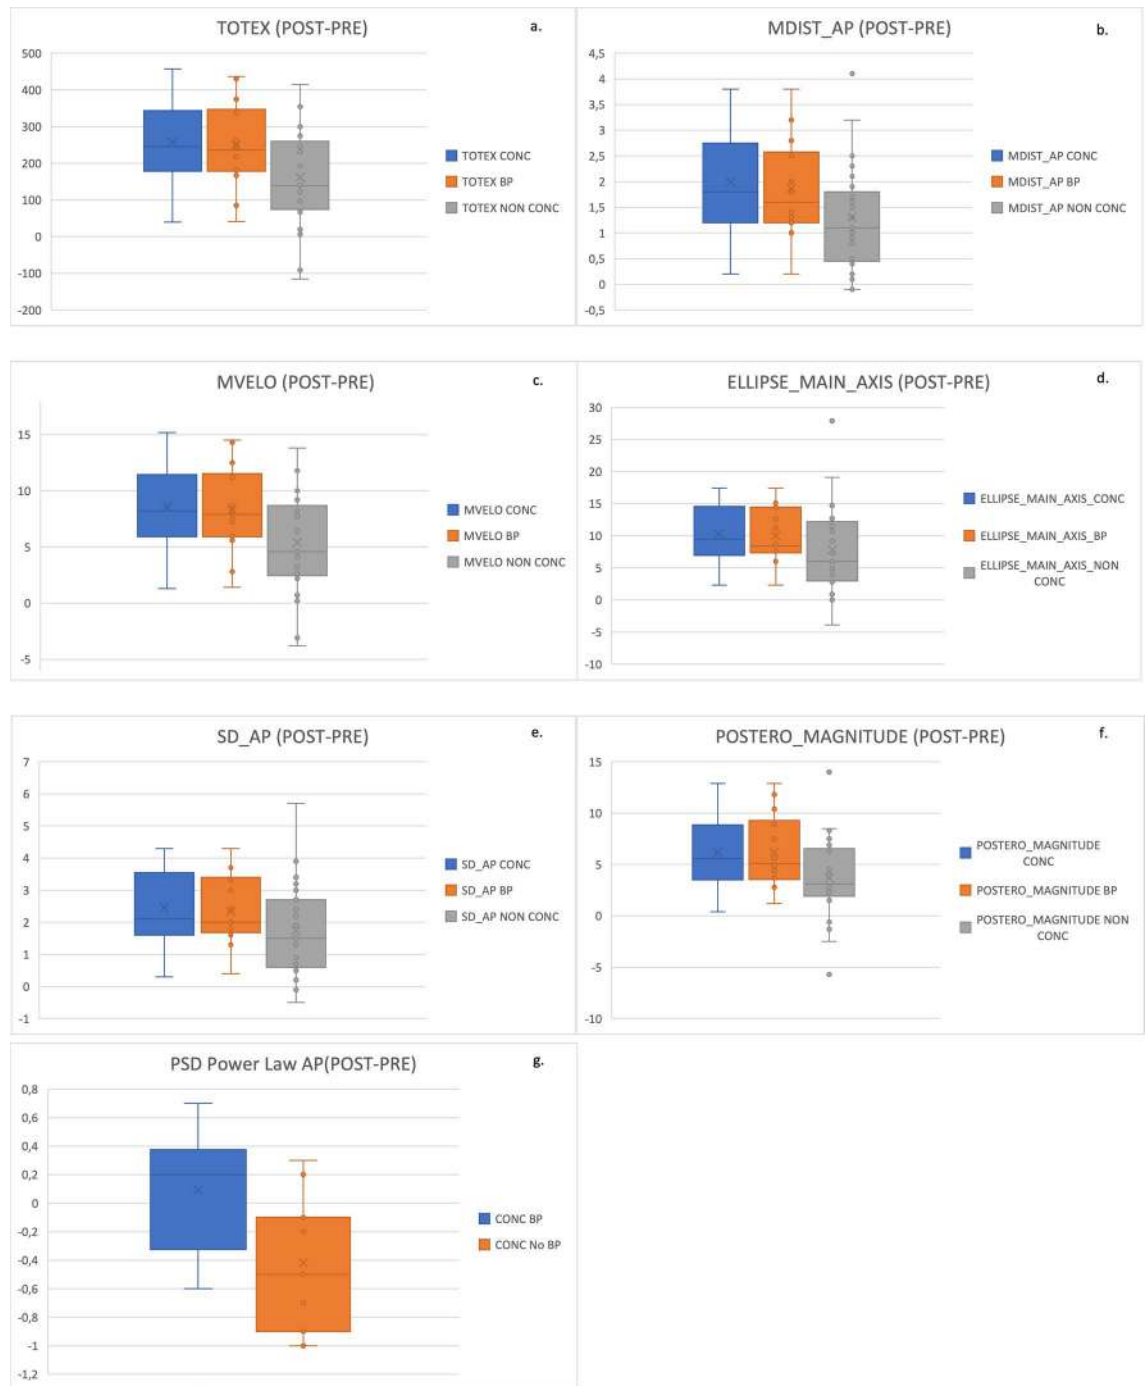 TOTEX (POST-PRE)
a.
500
400
300
200
100
0
-100
-200
TOTEX CONC
TOTEX BP
TOTEX NON CONC
MDIST_AP (POST-PRE)
b.
4,5
4
3,5
3
2,5
2
1,5
1
0,5
0
-0,5
MDIST_AP CONC
MDIST_AP BP
MDIST_AP NON CONC
MVELO (POST-PRE)
c.
15
10
5
0
-5
MVELO CONC
MVELO BP
MVELO NON CONC
ELLIPSE_MAIN_AXIS (POST-PRE)
d.
30
25
20
15
10
5
0
-5
-10
ELLIPSE_MAIN_AXIS_CONC
ELLIPSE_MAIN_AXIS_BP
ELLIPSE_MAIN_AXIS_NON
CONC
SD_AP (POST-PRE)
e.
7
6
5
4
3
2
1
0
-1
SD_AP CONC
SD_AP BP
SD_AP NON CONC
POSTERO_MAGNITUDE (POST-PRE)
f.
15
10
5
0
-5
-10
POSTERO_MAGNITUDE
CONC
POSTERO_MAGNITUDE BP
POSTERO_MAGNITUDE NON
CONC
PSD Power Law AP(POST-PRE)
g.
0,8
0,6
0,4
0,2
0
-0,2
-0,4
-0,6
-0,8
-1
-1,2
CONC BP
CONC No BP